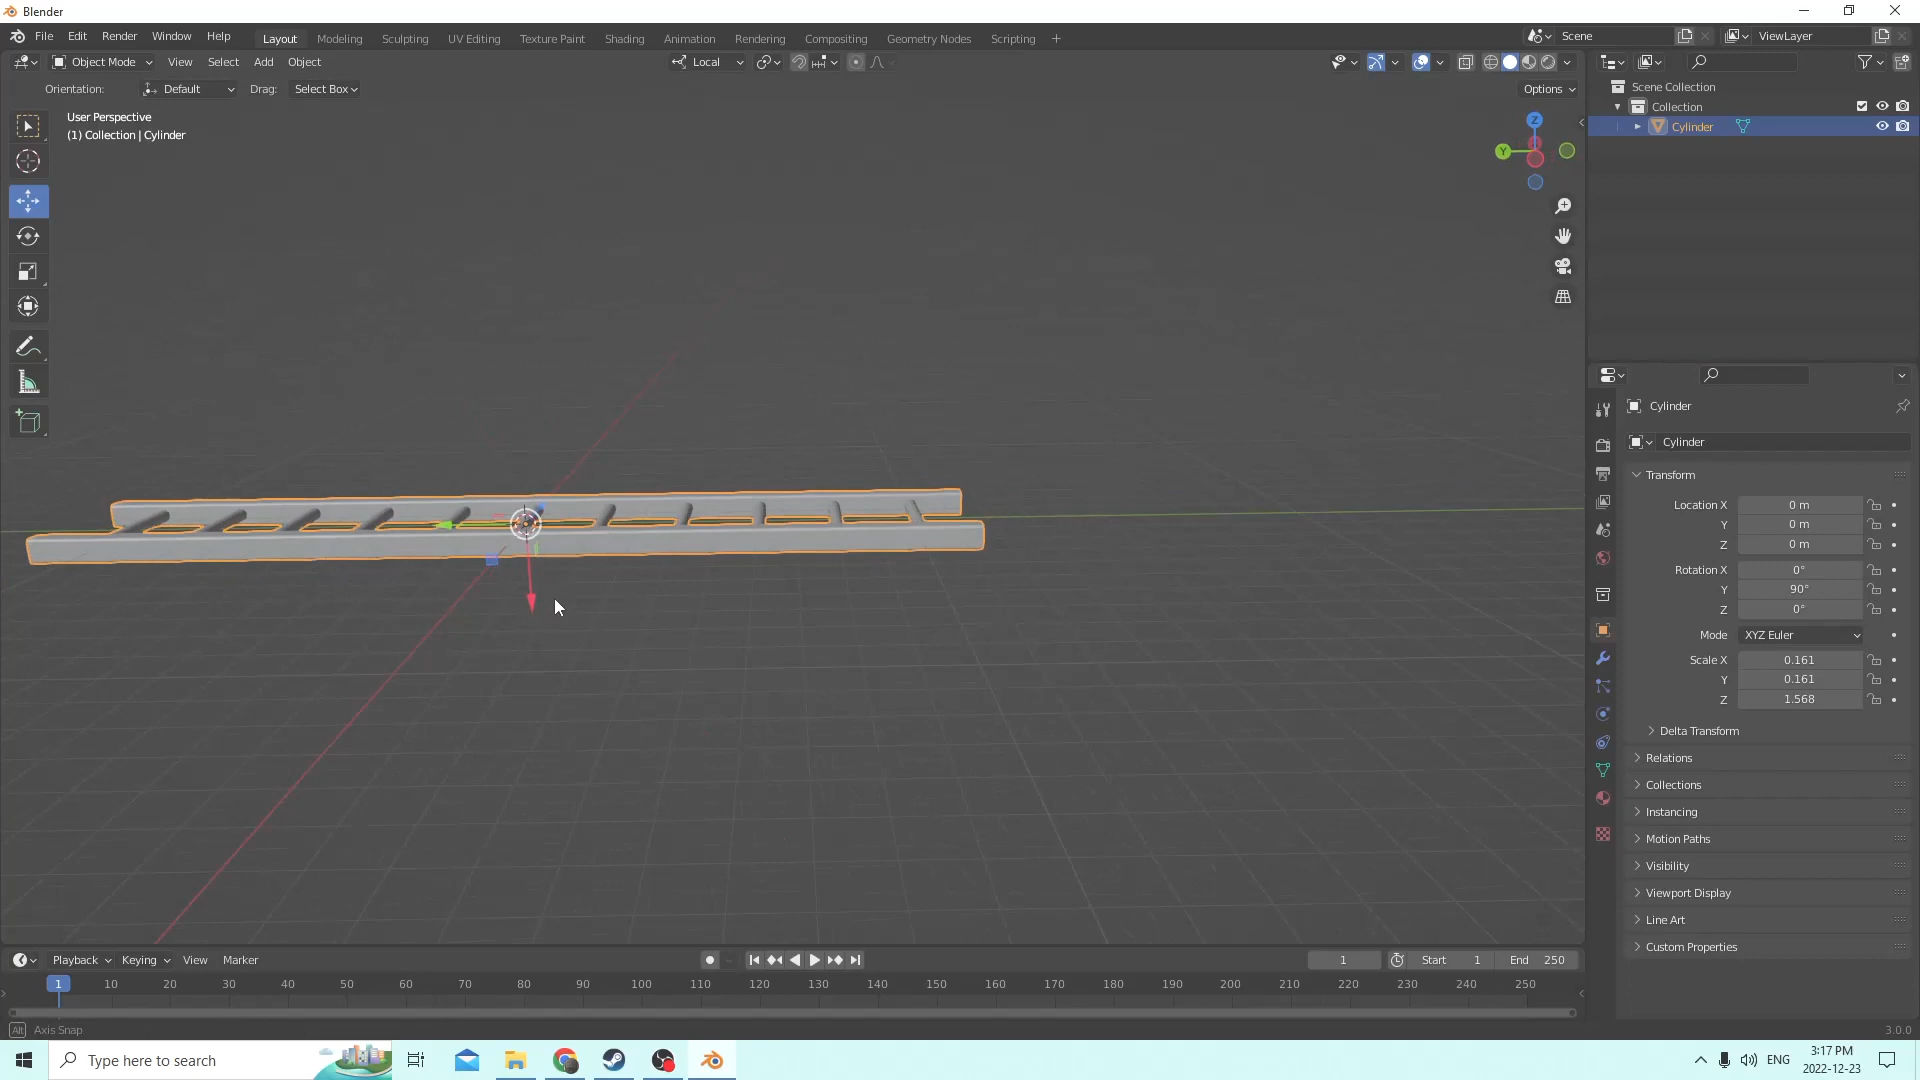 Blender
File Edit Render Window Help Layout Modeling Sculpting UV Editing Texture Paint Shading Animation Rendering Compositing Geometry Nodes Scripting + Scene ViewLayer
Object Mode View Select Add Object Local
Orientation: Default Drag: Select Box Options
User Perspective
(1) Collection | Cylinder
Z
Y
Scene Collection
Collection
Cylinder
Cylinder
Cylinder
Transform
Location X 0 m
Y 0 m
Z 0 m
Rotation X 0°
Y 90°
Z 0°
Mode XYZ Euler
Scale X 0.161
Y 0.161
Z 1.568
Delta Transform
Relations
Collections
Instancing
Motion Paths
Visibility
Viewport Display
Line Art
Custom Properties
Playback Keying View Marker 1 Start 1 End 250
1 10 20 30 40 50 60 70 80 90 100 110 120 130 140 150 160 170 180 190 200 210 220 230 240 250
Alt Axis Snap 3.0.0
Type here to search ENG 3:17 PM
2022-12-23